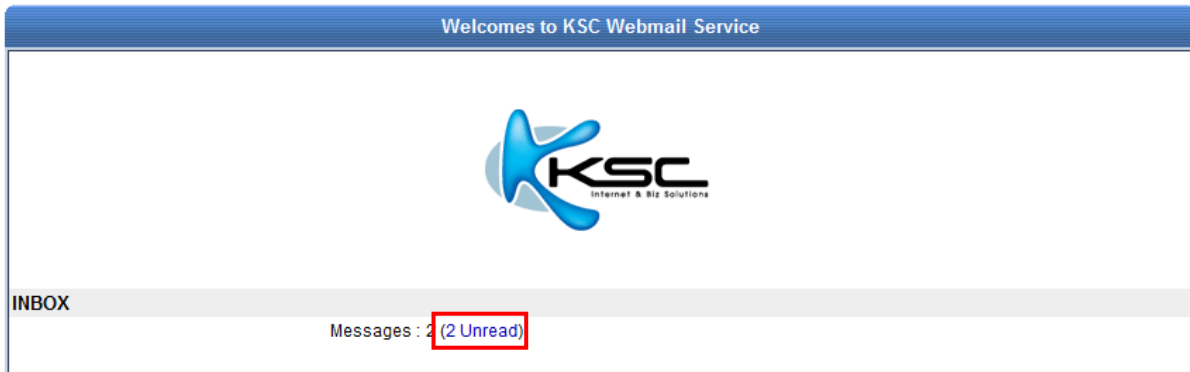 Welcomes to KSC Webmail Service
KSC
Internet & Biz Solutions
INBOX
Messages : 2 (2 Unread)